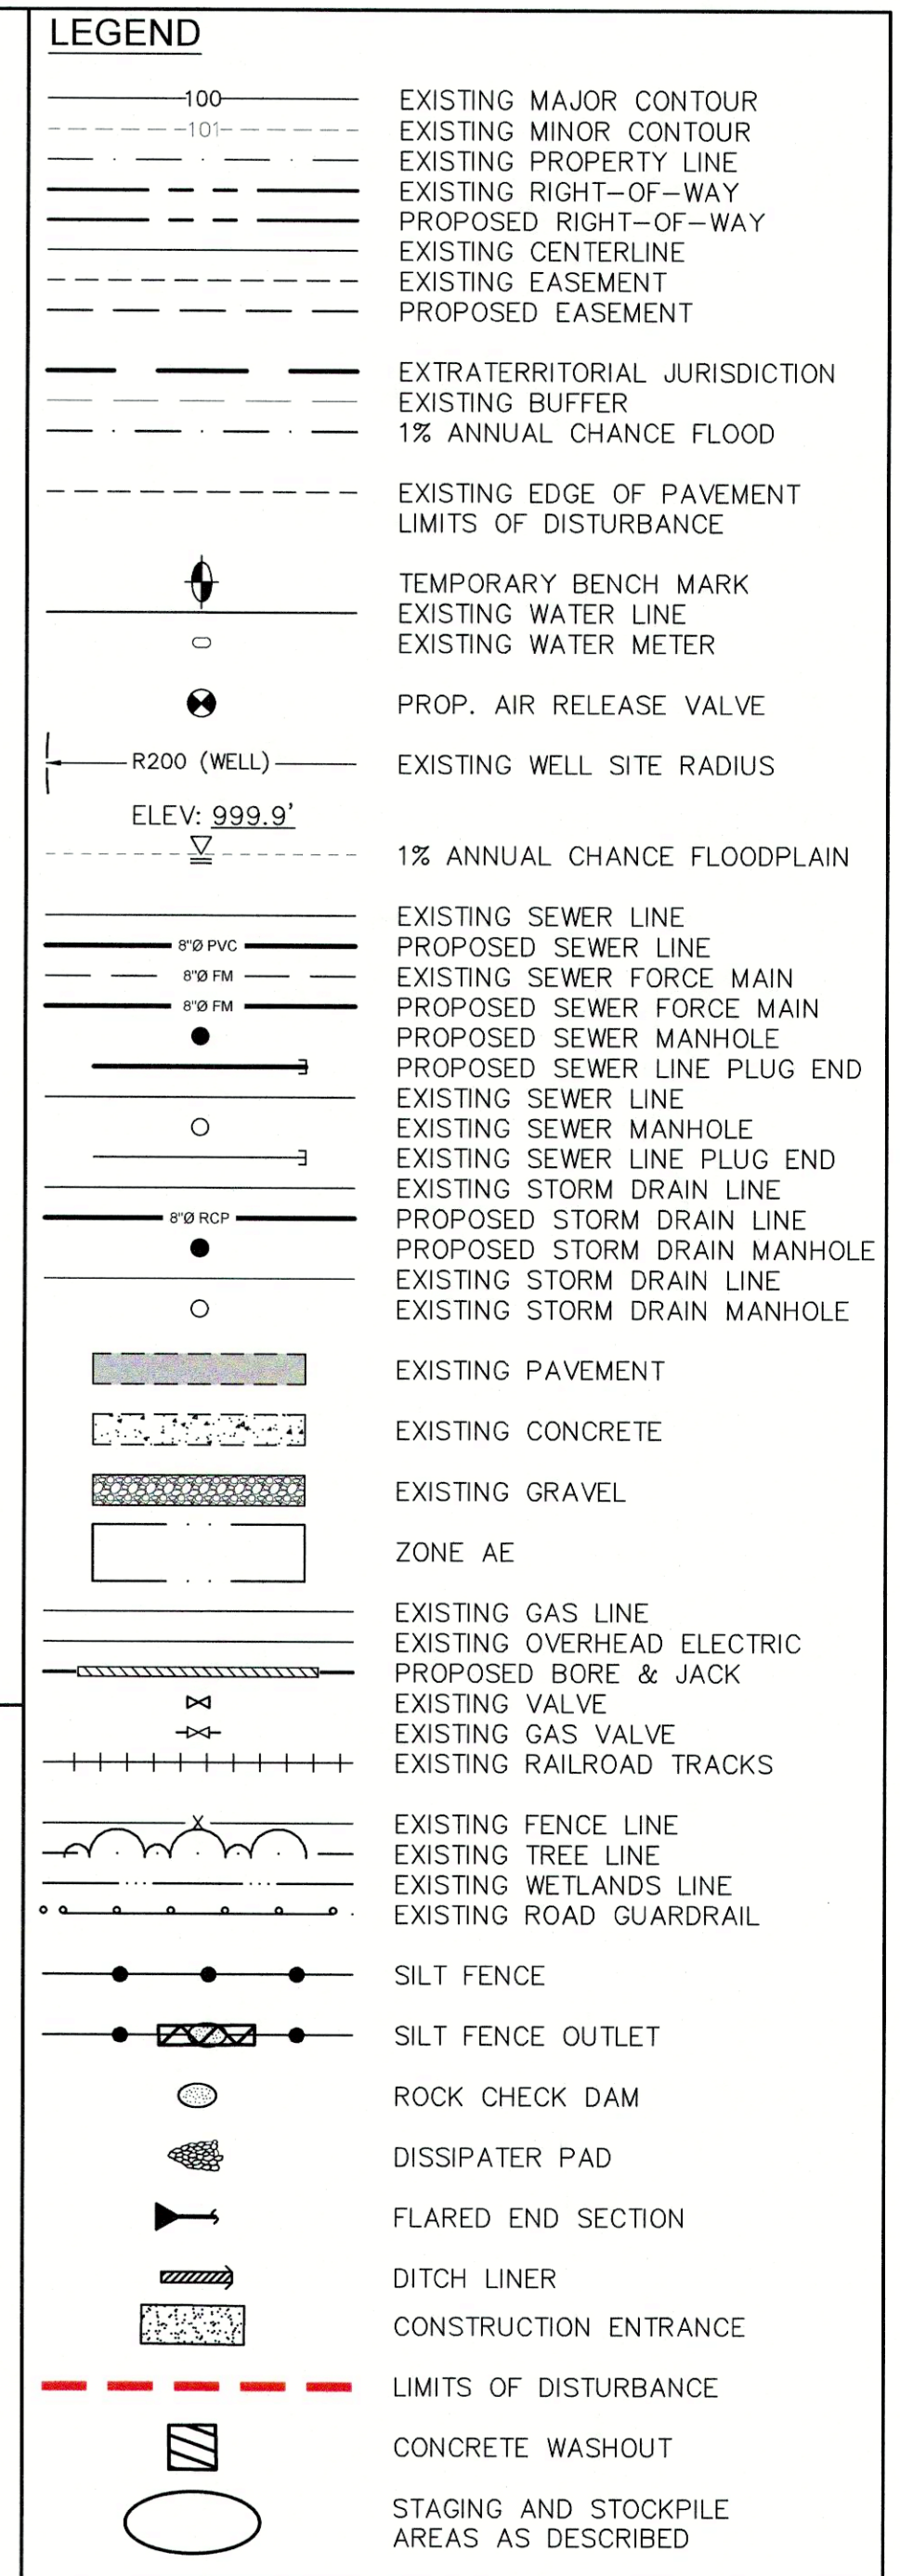 LEGEND
100 EXISTING MAJOR CONTOUR
101 EXISTING MINOR CONTOUR
EXISTING PROPERTY LINE
EXISTING RIGHT-OF-WAY
PROPOSED RIGHT-OF-WAY
EXISTING CENTERLINE
EXISTING EASEMENT
PROPOSED EASEMENT
EXTRATERRITORIAL JURISDICTION
EXISTING BUFFER
1% ANNUAL CHANCE FLOOD
EXISTING EDGE OF PAVEMENT
LIMITS OF DISTURBANCE
TEMPORARY BENCH MARK
EXISTING WATER LINE
EXISTING WATER METER
PROP. AIR RELEASE VALVE
R200 (WELL) EXISTING WELL SITE RADIUS
ELEV: 999.9'
1% ANNUAL CHANCE FLOODPLAIN
EXISTING SEWER LINE
8"Ø PVC PROPOSED SEWER LINE
8"Ø FM EXISTING SEWER FORCE MAIN
8"Ø FM PROPOSED SEWER FORCE MAIN
PROPOSED SEWER MANHOLE
PROPOSED SEWER LINE PLUG END
EXISTING SEWER LINE
EXISTING SEWER MANHOLE
EXISTING SEWER LINE PLUG END
EXISTING STORM DRAIN LINE
8"Ø RCP PROPOSED STORM DRAIN LINE
PROPOSED STORM DRAIN MANHOLE
EXISTING STORM DRAIN LINE
EXISTING STORM DRAIN MANHOLE
EXISTING PAVEMENT
EXISTING CONCRETE
EXISTING GRAVEL
ZONE AE
EXISTING GAS LINE
EXISTING OVERHEAD ELECTRIC
PROPOSED BORE & JACK
EXISTING VALVE
EXISTING GAS VALVE
EXISTING RAILROAD TRACKS
X EXISTING FENCE LINE
EXISTING TREE LINE
EXISTING WETLANDS LINE
EXISTING ROAD GUARDRAIL
SILT FENCE
SILT FENCE OUTLET
ROCK CHECK DAM
DISSIPATER PAD
FLARED END SECTION
DITCH LINER
CONSTRUCTION ENTRANCE
LIMITS OF DISTURBANCE
CONCRETE WASHOUT
STAGING AND STOCKPILE
AREAS AS DESCRIBED